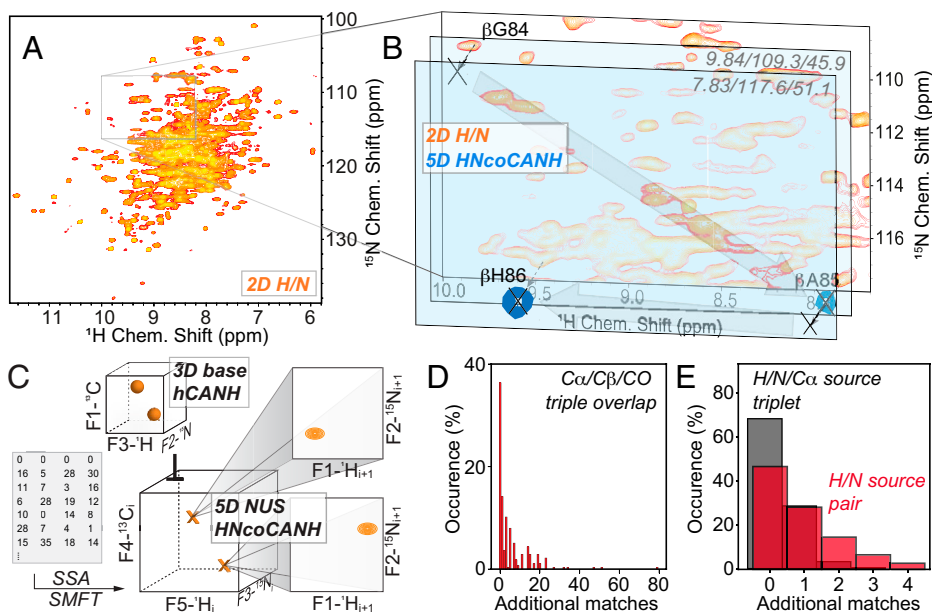 A
100
110
120
130
¹⁵N Chem. Shift (ppm)
2D H/N
11
10
9
8
7
6
¹H Chem. Shift (ppm)
B
βG84
9.84/109.3/45.9
7.83/117.6/51.1
2D H/N
5D HNcoCANH
110
112
114
116
¹⁵N Chem. Shift (ppm)
βH86
βA85
10.0
9.5
9.0
8.5
¹H Chem. Shift (ppm)
C
3D base
hCANH
F1-¹³C
F3-¹H
F2-¹⁵N
0 0 0 0
16 5 28 30
11 7 3 16
6 28 19 12
10 0 14 8
28 7 4 1
15 35 18 14
⋮
SSA
SMFT
5D NUS
HNcoCANH
F4-¹³Cᵢ
F5-¹Hᵢ
F3-¹⁵Nᵢ
F2-¹⁵Nᵢ₊₁
F1-¹Hᵢ₊₁
F2-¹⁵Nᵢ₊₁
F1-¹Hᵢ₊₁
D
Cα/Cβ/CO
triple overlap
Occurence (%)
40
20
0
0 20 40 60 80
Additional matches
E
H/N/Cα source
triplet
H/N source
pair
Occurence (%)
80
60
40
20
0
0 1 2 3 4
Additional matches